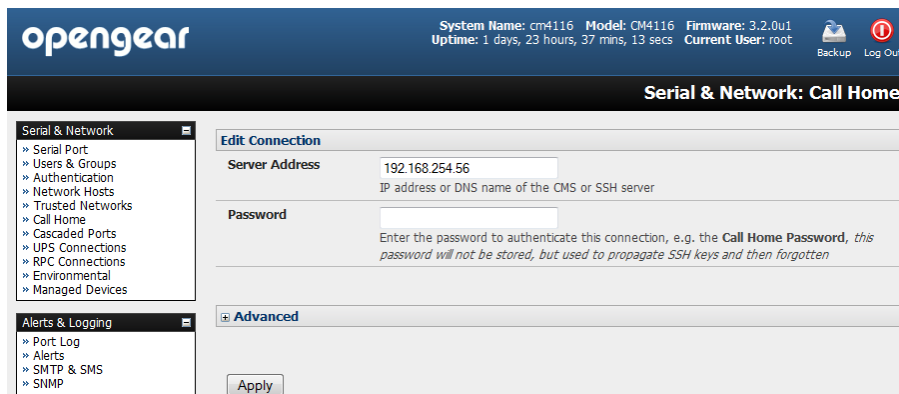 opengear
System Name: cm4116 Model: CM4116 Firmware: 3.2.0u1
Uptime: 1 days, 23 hours, 37 mins, 13 secs Current User: root
Backup
Log Out
Serial & Network: Call Home
Serial & Network
» Serial Port
» Users & Groups
» Authentication
» Network Hosts
» Trusted Networks
» Call Home
» Cascaded Ports
» UPS Connections
» RPC Connections
» Environmental
» Managed Devices
Alerts & Logging
» Port Log
» Alerts
» SMTP & SMS
» SNMP
Edit Connection
Server Address
192.168.254.56
IP address or DNS name of the CMS or SSH server
Password
Enter the password to authenticate this connection, e.g. the Call Home Password, this
password will not be stored, but used to propagate SSH keys and then forgotten
Advanced
Apply